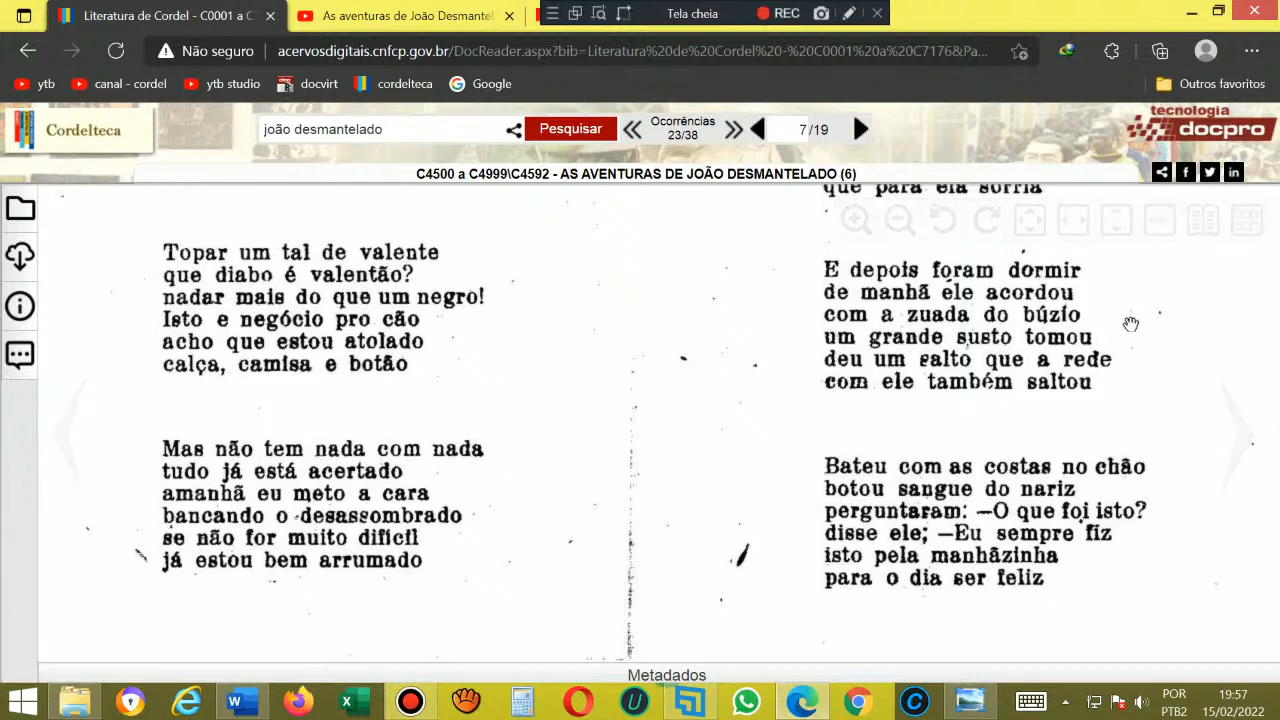 Literatura de Cordel - C0001 a C
As aventuras de João Desmantel
Tela cheia
REC
Não seguro
acervosdigitais.cnfcp.gov.br/DocReader.aspx?bib=Literatura%20de%20Cordel%20-%20C0001%20a%20C7176&Pa...
ytb
canal - cordel
ytb studio
docvirt
cordelteca
Google
Outros favoritos
Cordelteca
joão desmantelado
Pesquisar
Ocorrências
23/38
7 /19
tecnologia
docpro
C4500 a C4999\C4592 - AS AVENTURAS DE JOÃO DESMANTELADO (6)
Topar um tal de valente
que diabo é valentão?
nadar mais do que um negro!
Isto e negócio pro cão
acho que estou atolado
calça, camisa e botão
Mas não tem nada com nada
tudo já está acertado
amanhã eu meto a cara
bancando o desassombrado
se não for muito dificil
já estou bem arrumado
que para ela sorria
E depois foram dormir
de manhã ele acordou
com a zuada do búzio
um grande susto tomou
deu um salto que a rede
com ele também saltou
Bateu com as costas no chão
botou sangue do nariz
perguntaram: —O que foi isto?
disse ele; —Eu sempre fiz
isto pela manhãzinha
para o dia ser feliz
Metadados
POR
PTB2
19:57
15/02/2022